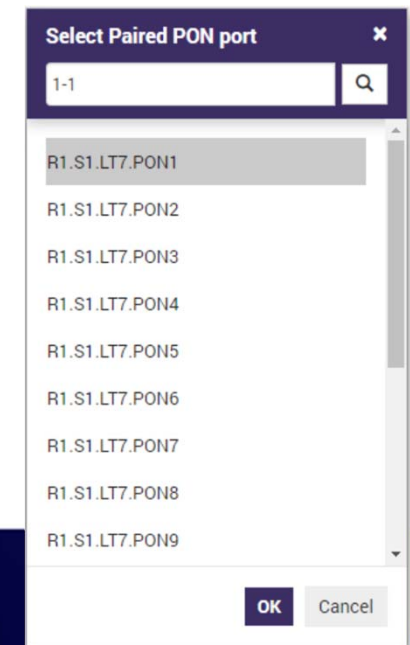 Select Paired PON port ×
1-1
R1.S1.LT7.PON1
R1.S1.LT7.PON2
R1.S1.LT7.PON3
R1.S1.LT7.PON4
R1.S1.LT7.PON5
R1.S1.LT7.PON6
R1.S1.LT7.PON7
R1.S1.LT7.PON8
R1.S1.LT7.PON9
OK Cancel